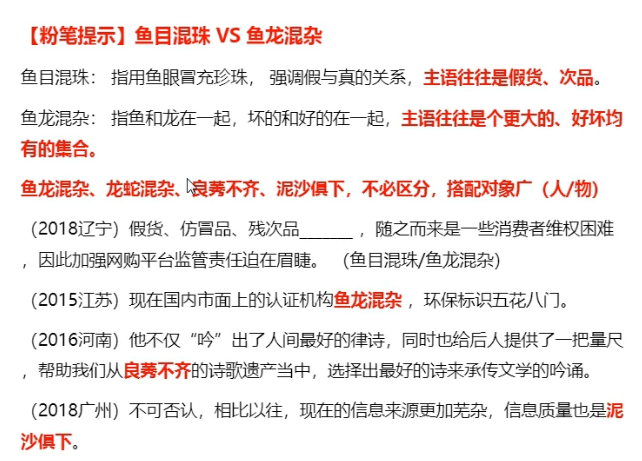 【粉笔提示】鱼目混珠 VS 鱼龙混杂
鱼目混珠： 指用鱼眼冒充珍珠， 强调假与真的关系，主语往往是假货、次品。
鱼龙混杂： 指鱼和龙在一起，坏的和好的在一起，主语往往是个更大的、好坏均
有的集合。
鱼龙混杂、龙蛇混杂、良莠不齐、泥沙俱下，不必区分，搭配对象广（人/物）
（2018辽宁）假货、仿冒品、残次品_______ ，随之而来是一些消费者维权困难
，因此加强网购平台监管责任迫在眉睫。 （鱼目混珠/鱼龙混杂）
（2015江苏）现在国内市面上的认证机构鱼龙混杂 ，环保标识五花八门。
（2016河南）他不仅“吟”出了人间最好的律诗，同时也给后人提供了一把量尺
，帮助我们从良莠不齐的诗歌遗产当中，选择出最好的诗来承传文学的吟诵。
（2018广州）不可否认，相比以往，现在的信息来源更加芜杂，信息质量也是泥
沙俱下。